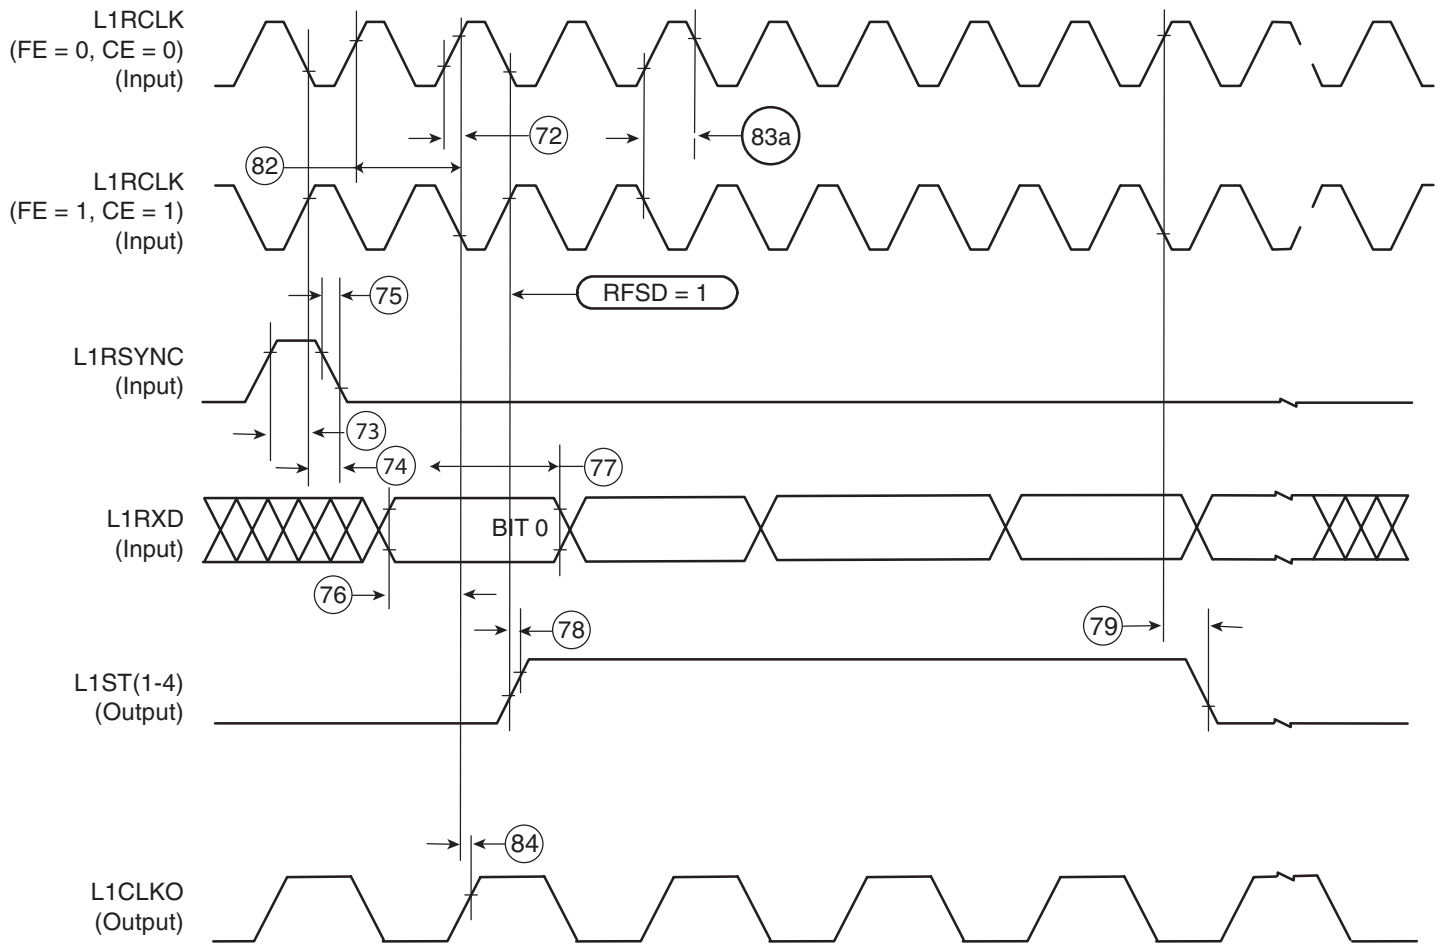 L1RCLK
(FE = 0, CE = 0)
(Input)
72
83a
82
L1RCLK
(FE = 1, CE = 1)
(Input)
75
RFSD = 1
L1RSYNC
(Input)
73
74
77
L1RXD
(Input)
BIT 0
76
78
79
L1ST(1-4)
(Output)
84
L1CLKO
(Output)